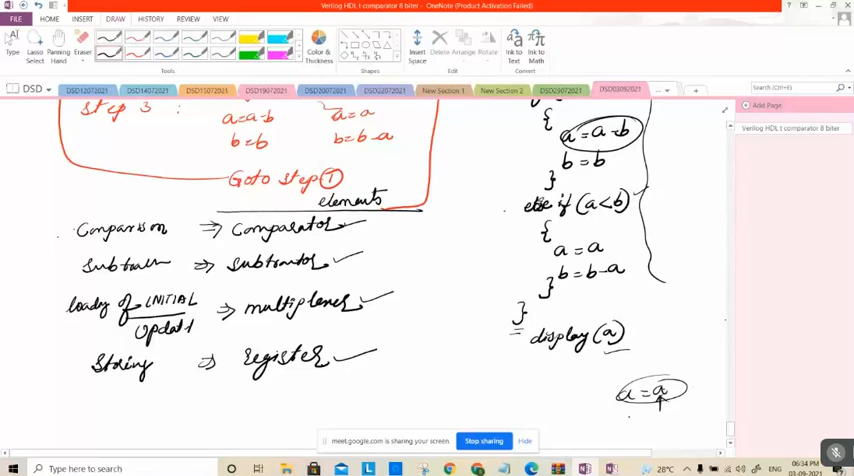 Verilog HDL t comparator 8 biter - OneNote (Product Activation Failed)
FILE HOME INSERT DRAW HISTORY REVIEW VIEW
Type
Lasso Select
Panning Hand
Eraser
Color & Thickness
Insert Space
Delete
Arrange
Rotate
Ink to Text
Ink to Math
Tools
Shapes
Edit
Convert
DSD
DSD12072021 DSD14072021 DSD15072021 DSD19072021 DSD20072021 DSD22072021 New Section 1 New Section 2 DSD29072021 DSD03092021
Search (Ctrl+E)
Add Page
Verilog HDL t comparator 8 biter
Step 3 :
a=a-b a=a
b=b b=b-a
Goto step 1
elements
Comparison ⇒ Comparator
⇒ Subtractor
of INITIAL ⇒
Storing ⇒ register
{
a=a-b
b=b
}
else if (a<b)
{
a=a
b=b-a
}
}
display(a)
a=a
meet.google.com is sharing your screen. Stop sharing Hide
Type here to search
28°C
ENG
06:34 PM
03-09-2021